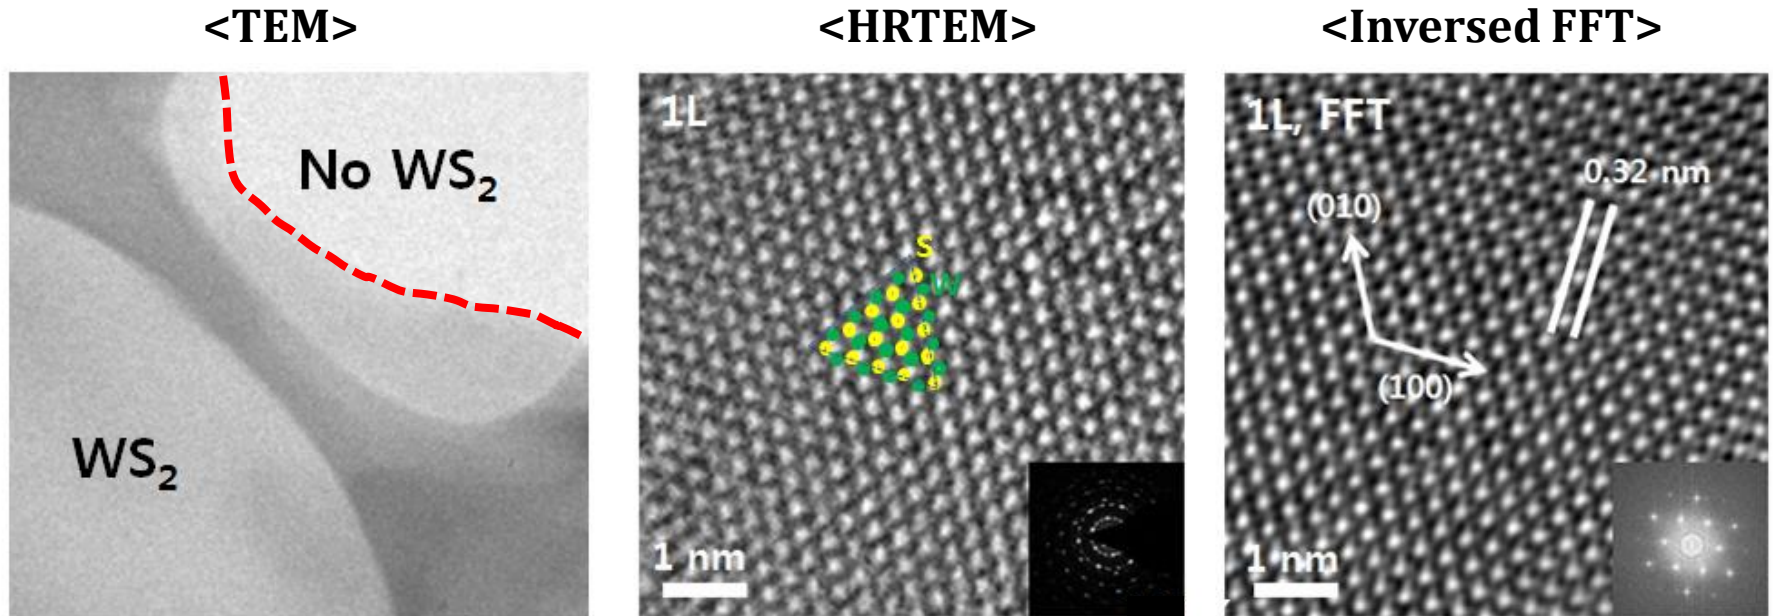 <TEM>
<HRTEM>
<Inversed FFT>
No WS₂
WS₂
1L
S
W
1 nm
1L, FFT
0.32 nm
(010)
(100)
1 nm